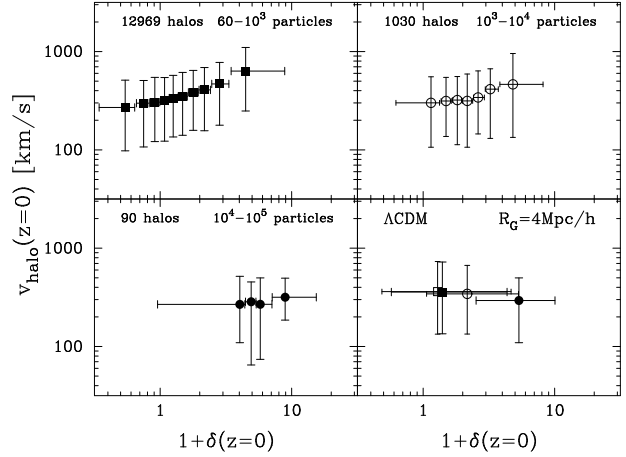 12969 halos 60−10³ particles
1030 halos 10³−10⁴ particles
1000
100
90 halos 10⁴−10⁵ particles
ΛCDM R_G=4Mpc/h
1000
100
v_halo(z=0) [km/s]
1 10
1 10
1+δ(z=0)
1+δ(z=0)